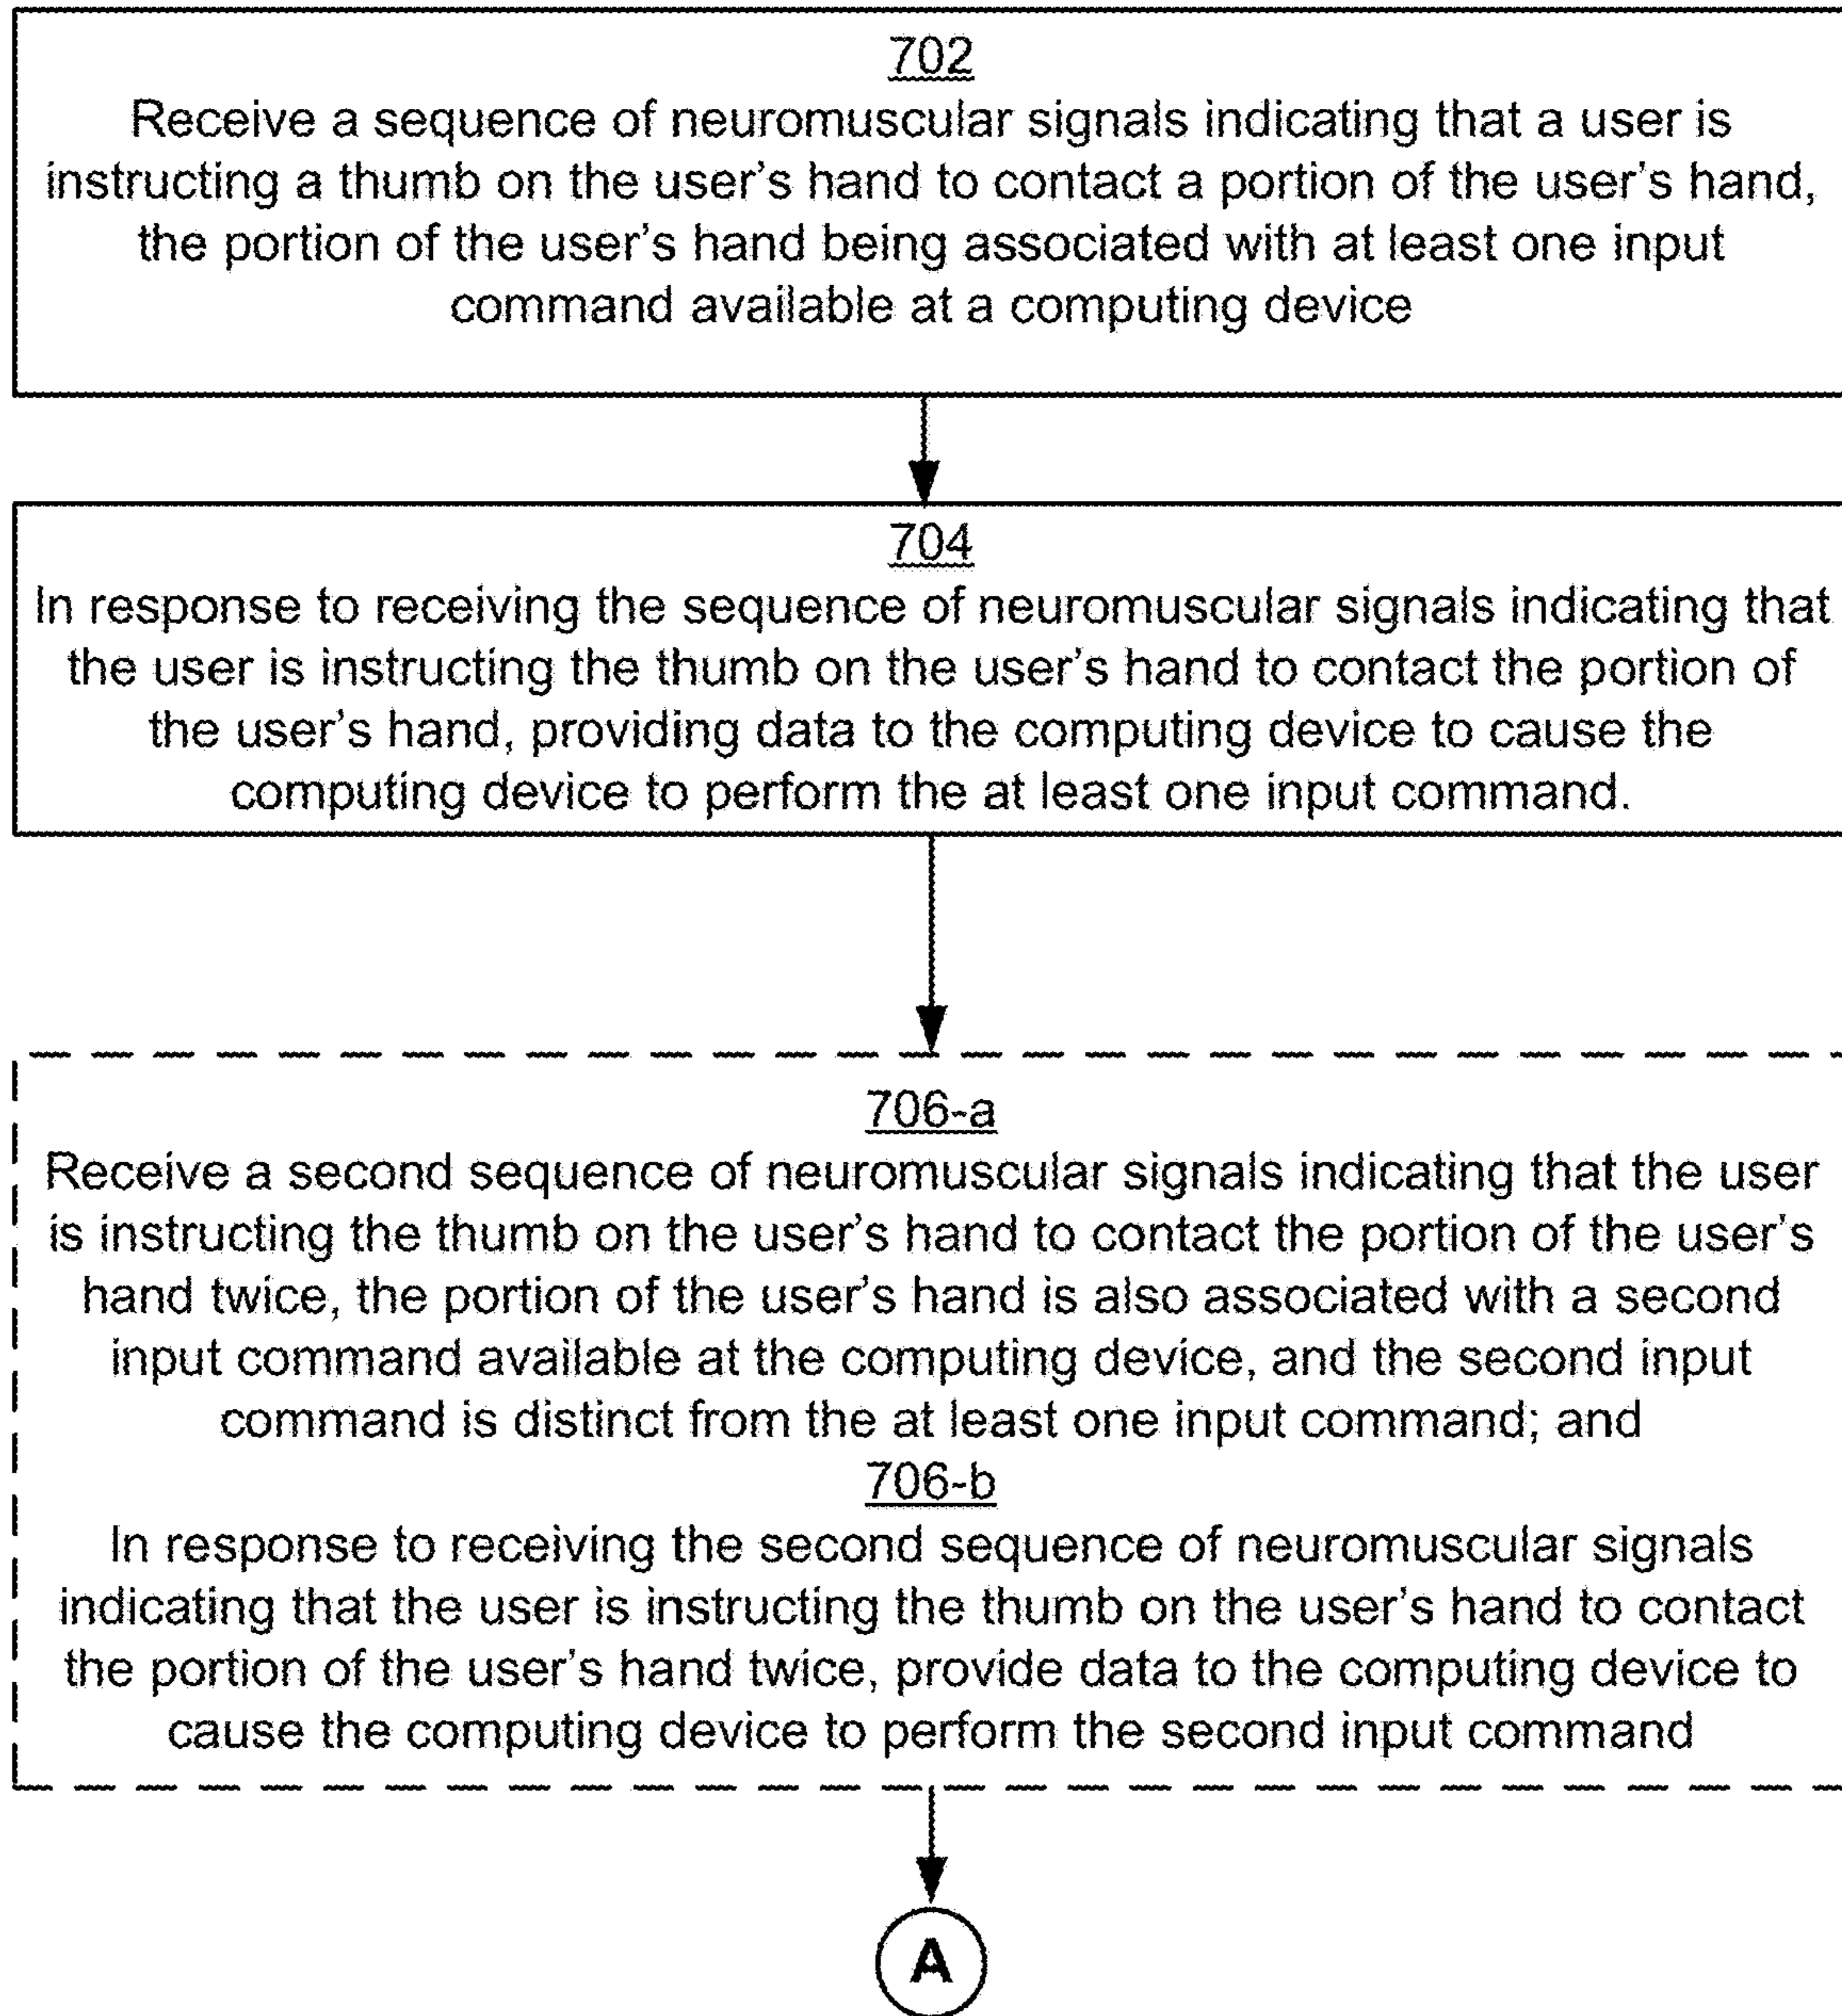 702
Receive a sequence of neuromuscular signals indicating that a user is
instructing a thumb on the user's hand to contact a portion of the user's hand,
the portion of the user's hand being associated with at least one input
command available at a computing device
704
In response to receiving the sequence of neuromuscular signals indicating that
the user is instructing the thumb on the user's hand to contact the portion of
the user's hand, providing data to the computing device to cause the
computing device to perform the at least one input command.
706-a
Receive a second sequence of neuromuscular signals indicating that the user
is instructing the thumb on the user's hand to contact the portion of the user's
hand twice, the portion of the user's hand is also associated with a second
input command available at the computing device, and the second input
command is distinct from the at least one input command; and
706-b
In response to receiving the second sequence of neuromuscular signals
indicating that the user is instructing the thumb on the user's hand to contact
the portion of the user's hand twice, provide data to the computing device to
cause the computing device to perform the second input command
A